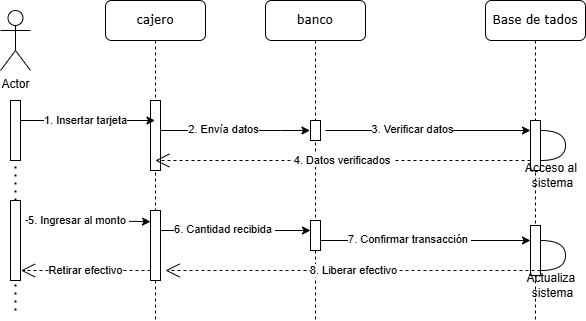 cajero
banco
Base de tados
Actor
1. Insertar tarjeta
2. Envía datos
3. Verificar datos
4. Datos verificados
Acceso al
sistema
5. Ingresar al monto
6. Cantidad recibida
7. Confirmar transacción
Retirar efectivo
8. Liberar efectivo
Actualiza
sistema